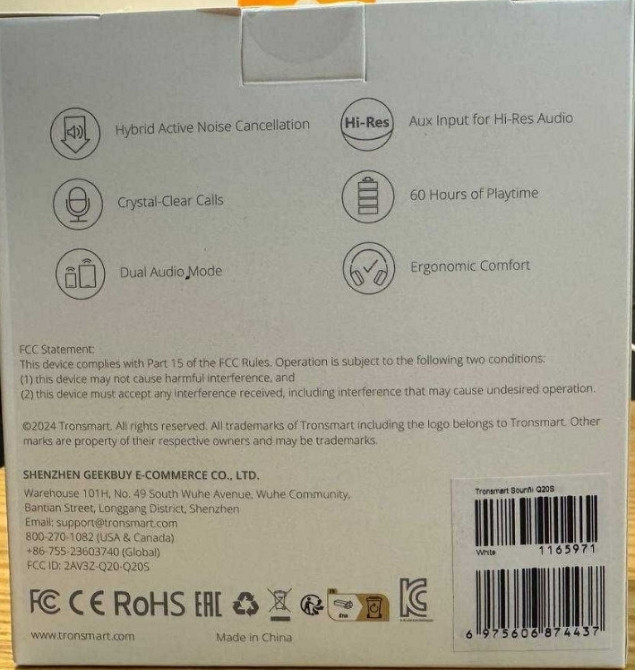 Hybrid Active Noise Cancellation
Hi-Res
Aux Input for Hi-Res Audio
Crystal-Clear Calls
60 Hours of Playtime
Dual Audio Mode
Ergonomic Comfort
FCC Statement:
This device complies with Part 15 of the FCC Rules. Operation is subject to the following two conditions:
(1) this device may not cause harmful interference, and
(2) this device must accept any interference received, including interference that may cause undesired operation.
©2024 Tronsmart. All rights reserved. All trademarks of Tronsmart including the logo belongs to Tronsmart. Other
marks are property of their respective owners and may be trademarks.
SHENZHEN GEEKBUY E-COMMERCE CO., LTD.
Warehouse 101H, No. 49 South Wuhe Avenue, Wuhe Community,
Bantian Street, Longgang District, Shenzhen
Email: support@tronsmart.com
800-270-1082 (USA & Canada)
+86-755-23603740 (Global)
FCC ID: 2AV3Z-Q20-Q20S
FC CE RoHS EAC
www.tronsmart.com
Made in China
Tronsmart Sounfii Q20S
White
1165971
6 975606 874437